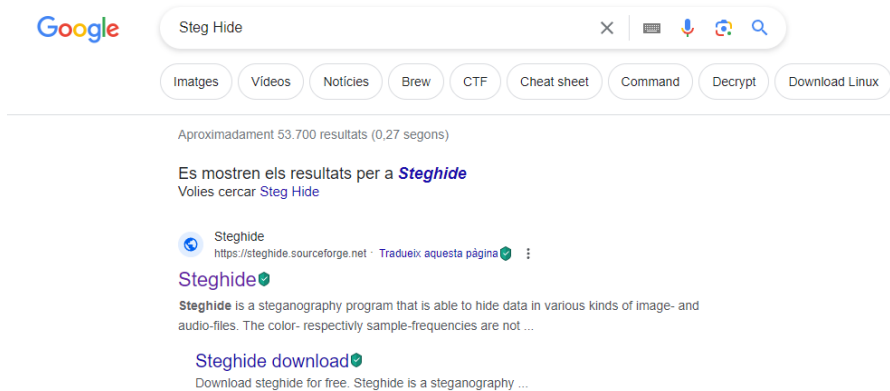 Google
Steg Hide
Imatges Vídeos Notícies Brew CTF Cheat sheet Command Decrypt Download Linux
Aproximadament 53.700 resultats (0,27 segons)
Es mostren els resultats per a Steghide
Volies cercar Steg Hide
Steghide
https://steghide.sourceforge.net · Tradueix aquesta pàgina
Steghide
Steghide is a steganography program that is able to hide data in various kinds of image- and
audio-files. The color- respectivly sample-frequencies are not ...
Steghide download
Download steghide for free. Steghide is a steganography ...